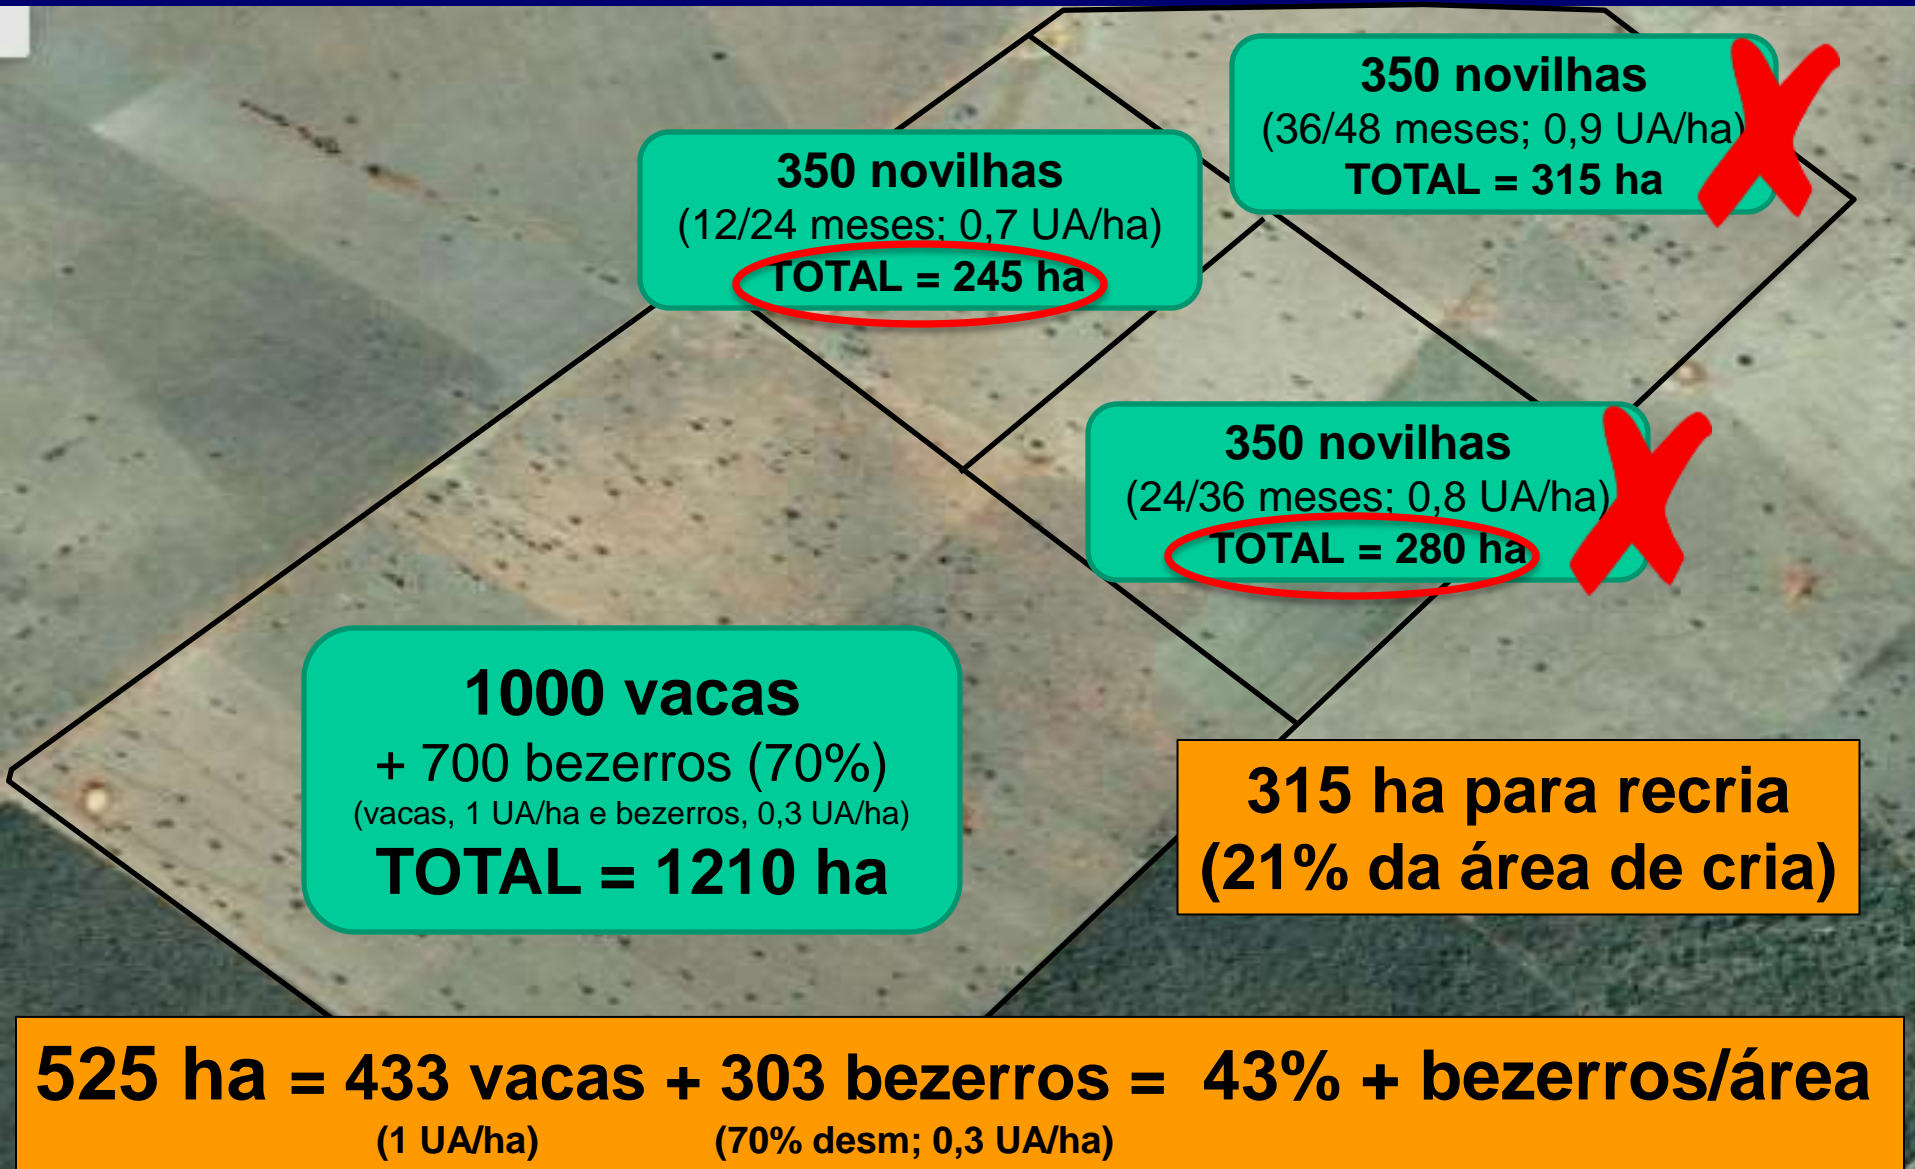 350 novilhas
(36/48 meses; 0,9 UA/ha)
TOTAL = 315 ha
350 novilhas
(12/24 meses; 0,7 UA/ha)
TOTAL = 245 ha
350 novilhas
(24/36 meses; 0,8 UA/ha)
TOTAL = 280 ha
1000 vacas
+ 700 bezerros (70%)
(vacas, 1 UA/ha e bezerros, 0,3 UA/ha)
TOTAL = 1210 ha
315 ha para recria
(21% da área de cria)
525 ha = 433 vacas + 303 bezerros = 43% + bezerros/área
(1 UA/ha) (70% desm; 0,3 UA/ha)